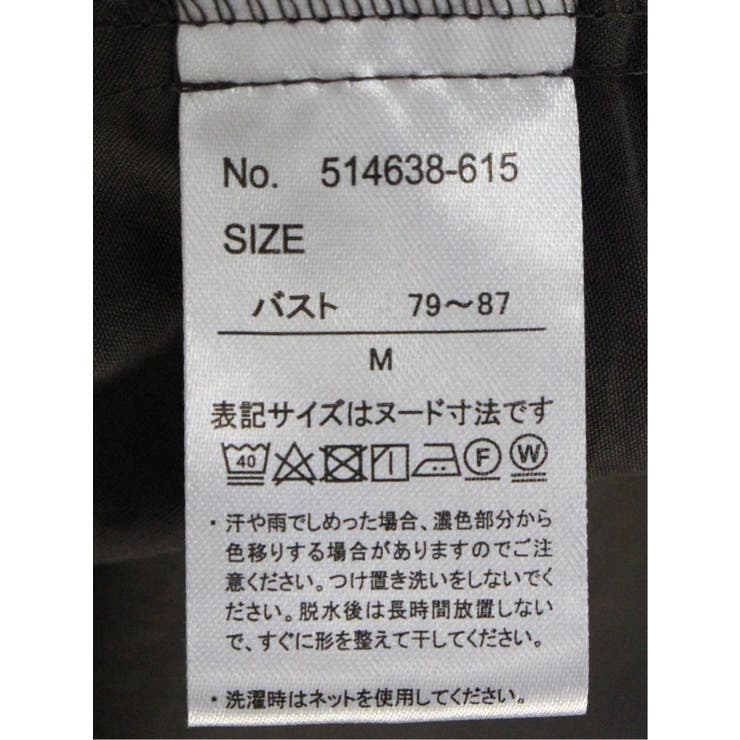 No. 514638-615
SIZE
バスト 79〜87
M
表記サイズはヌード寸法です
40 F W
・汗や雨でしめった場合、濃色部分から
色移りする場合がありますのでご注
意ください。つけ置き洗いをしないでく
ださい。脱水後は長時間放置しない
で、すぐに形を整えて干してください。
・洗濯時はネットを使用してください。